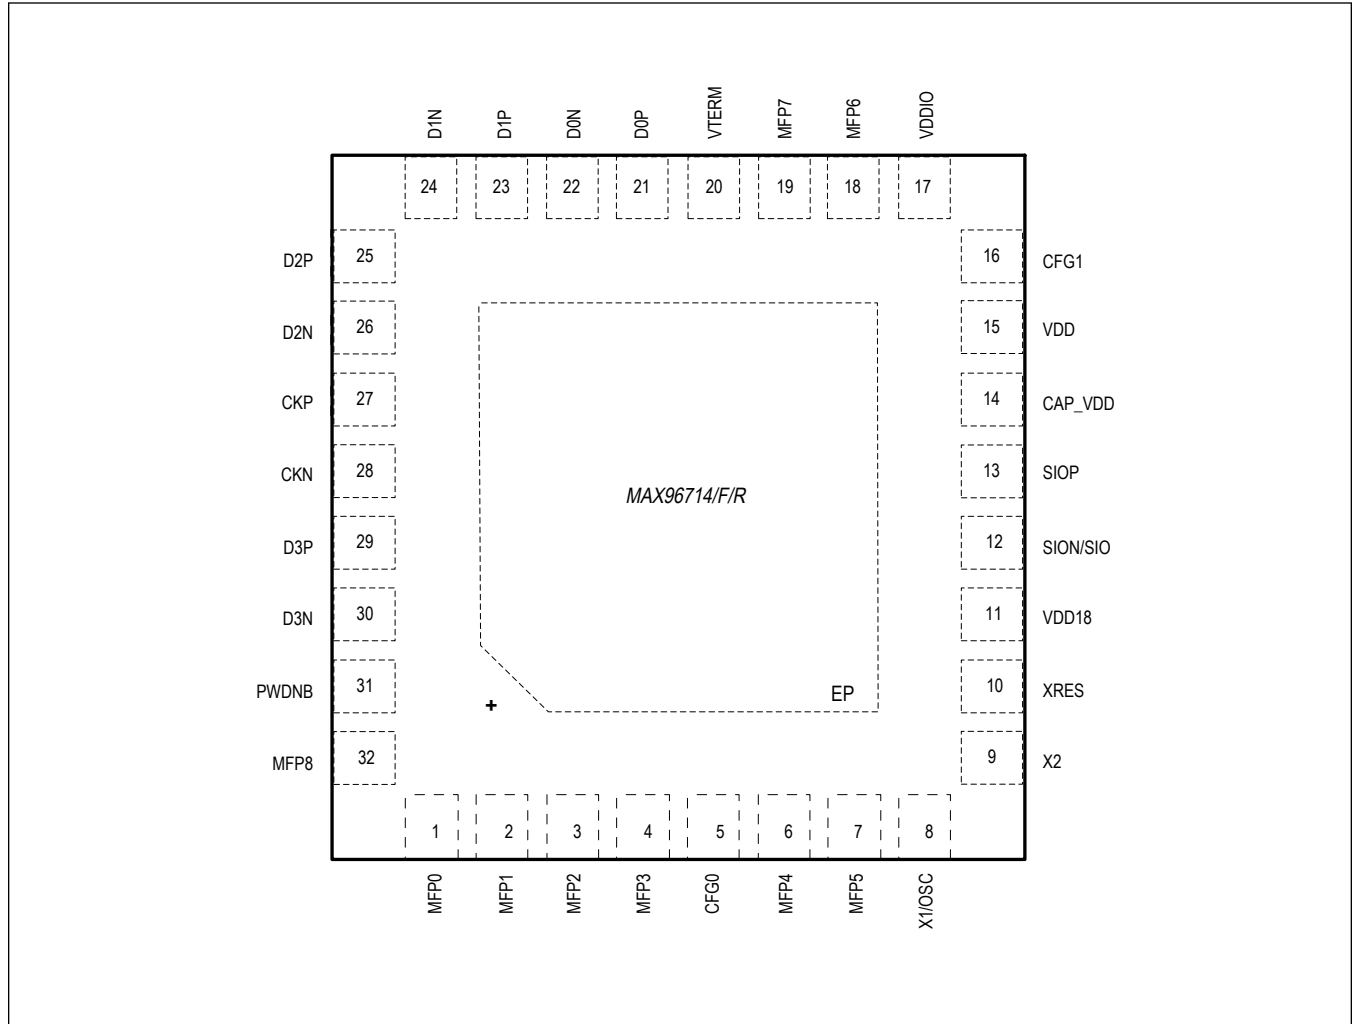 D1N D1P D0N D0P VTERM MFP7 MFP6 VDDIO
24 23 22 21 20 19 18 17
D2P 25 16 CFG1
D2N 26 15 VDD
CKP 27 14 CAP_VDD
CKN 28 13 SIOP
MAX96714/F/R
D3P 29 12 SION/SIO
D3N 30 11 VDD18
PWDNB 31 10 XRES
EP
+
MFP8 32 9 X2
1 2 3 4 5 6 7 8
MFP0 MFP1 MFP2 MFP3 CFG0 MFP4 MFP5 X1/OSC